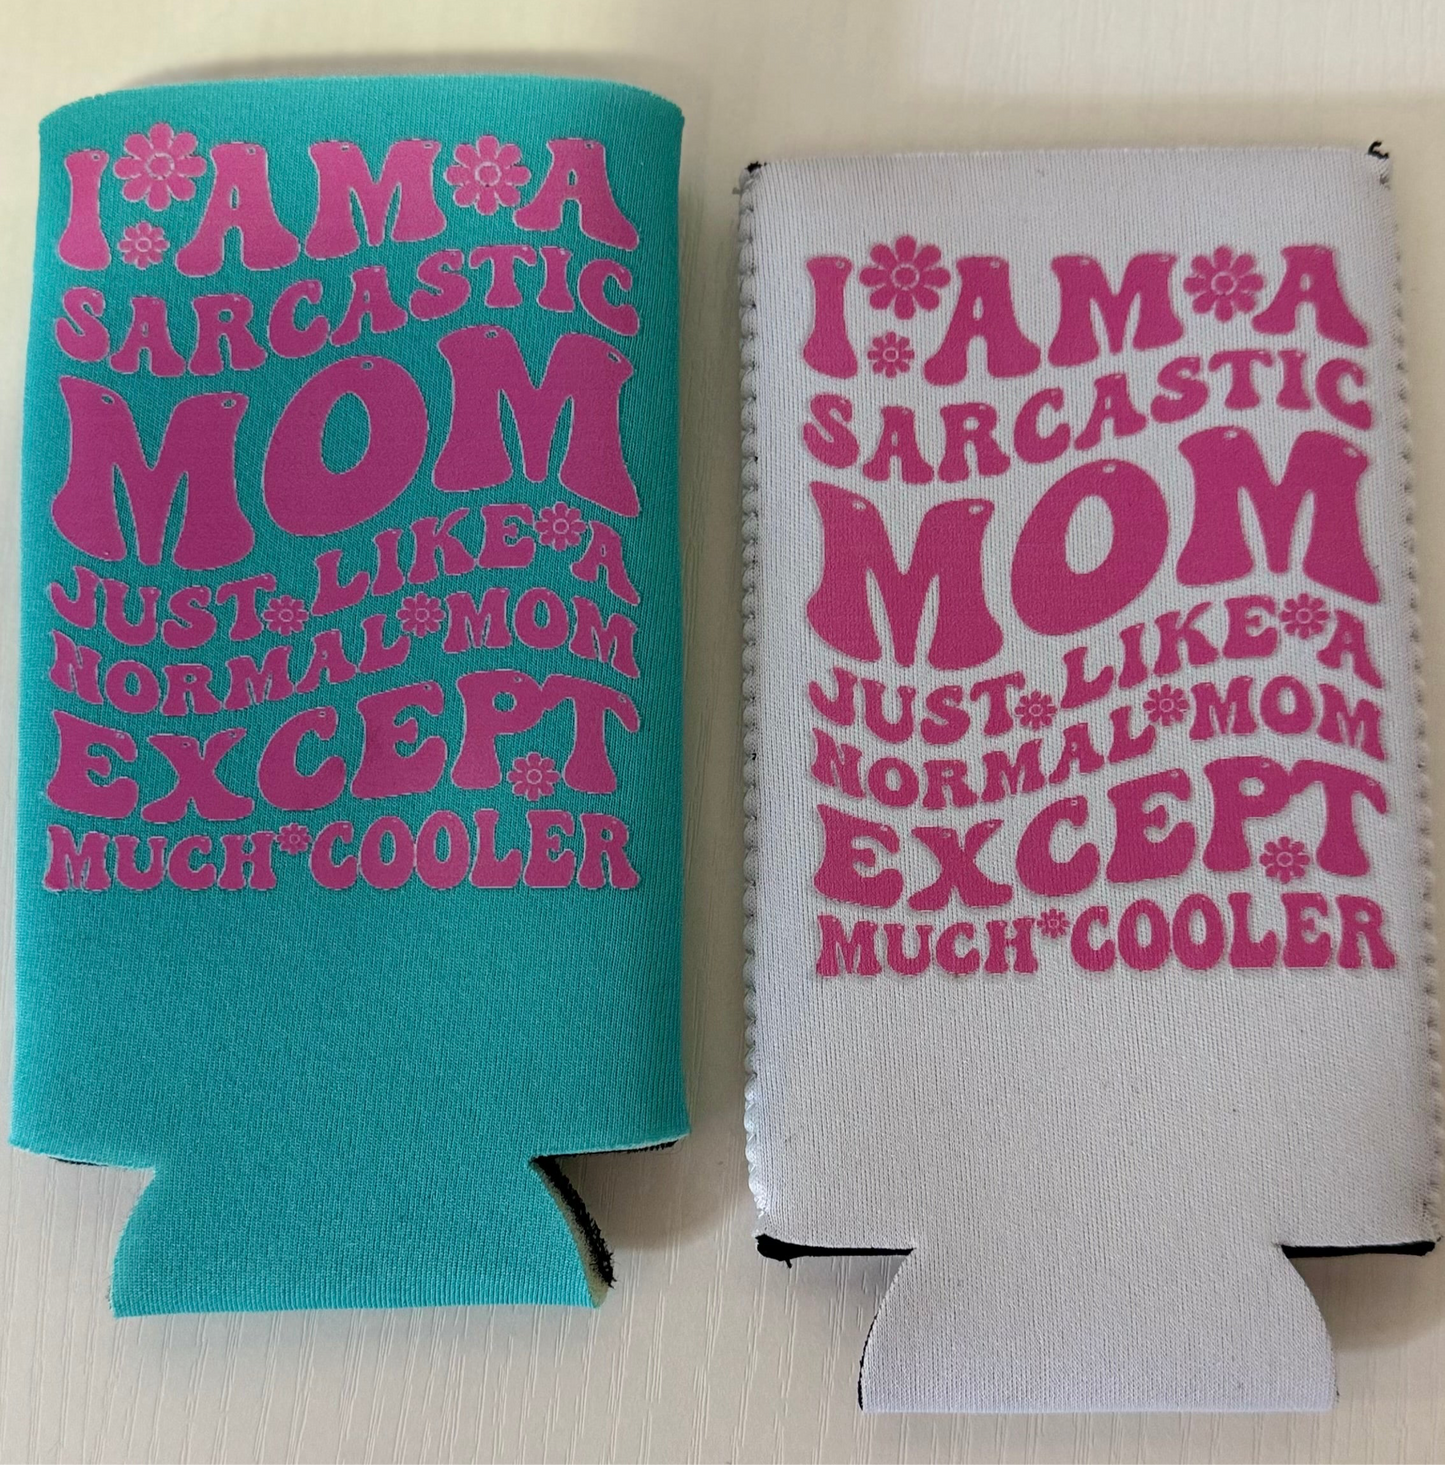 I AM A
SARCASTIC
MOM
JUST LIKE A
NORMAL MOM
EXCEPT
MUCH COOLER
I AM A
SARCASTIC
MOM
JUST LIKE A
NORMAL MOM
EXCEPT
MUCH COOLER